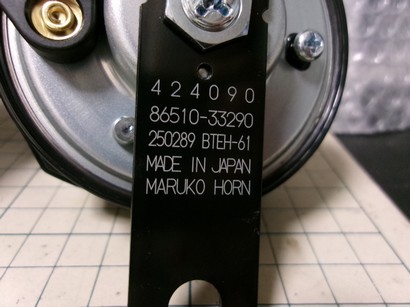 424090
86510-33290
250289 BTEH-61
MADE IN JAPAN
MARUKO HORN